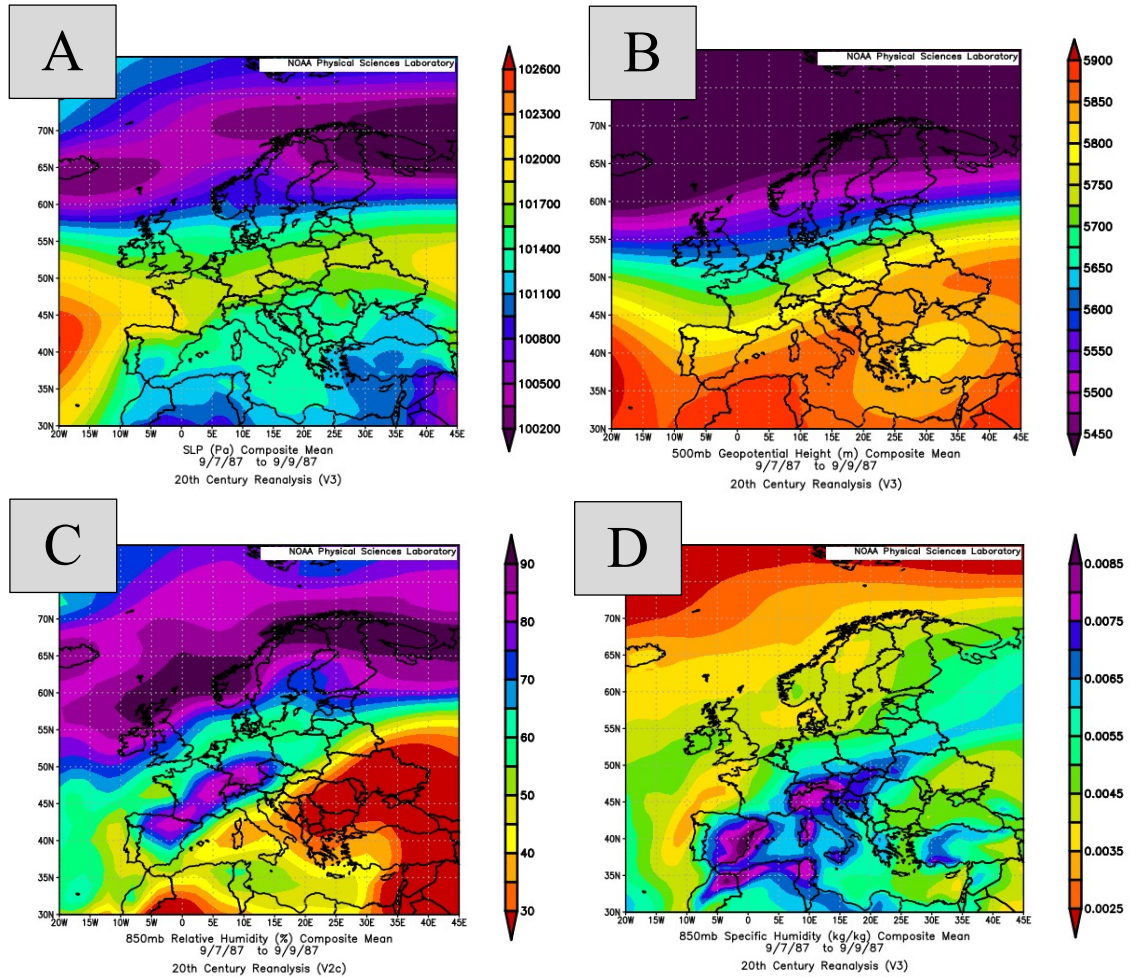 A
NOAA Physical Sciences Laboratory
70N
65N
60N
55N
50N
45N
40N
35N
30N
20W 15W 10W 5W 0 5E 10E 15E 20E 25E 30E 35E 40E 45E
102600
102300
102000
101700
101400
101100
100800
100500
100200
SLP (Pa) Composite Mean
9/7/87 to 9/9/87
20th Century Reanalysis (V3)
B
NOAA Physical Sciences Laboratory
70N
65N
60N
55N
50N
45N
40N
35N
30N
20W 15W 10W 5W 0 5E 10E 15E 20E 25E 30E 35E 40E 45E
5900
5850
5800
5750
5700
5650
5600
5550
5500
5450
500mb Geopotential Height (m) Composite Mean
9/7/87 to 9/9/87
20th Century Reanalysis (V3)
C
NOAA Physical Sciences Laboratory
70N
65N
60N
55N
50N
45N
40N
35N
30N
20W 15W 10W 5W 0 5E 10E 15E 20E 25E 30E 35E 40E 45E
90
80
70
60
50
40
30
850mb Relative Humidity (%) Composite Mean
9/7/87 to 9/9/87
20th Century Reanalysis (V2c)
D
NOAA Physical Sciences Laboratory
70N
65N
60N
55N
50N
45N
40N
35N
30N
20W 15W 10W 5W 0 5E 10E 15E 20E 25E 30E 35E 40E 45E
0.0085
0.0075
0.0065
0.0055
0.0045
0.0035
0.0025
850mb Specific Humidity (kg/kg) Composite Mean
9/7/87 to 9/9/87
20th Century Reanalysis (V3)